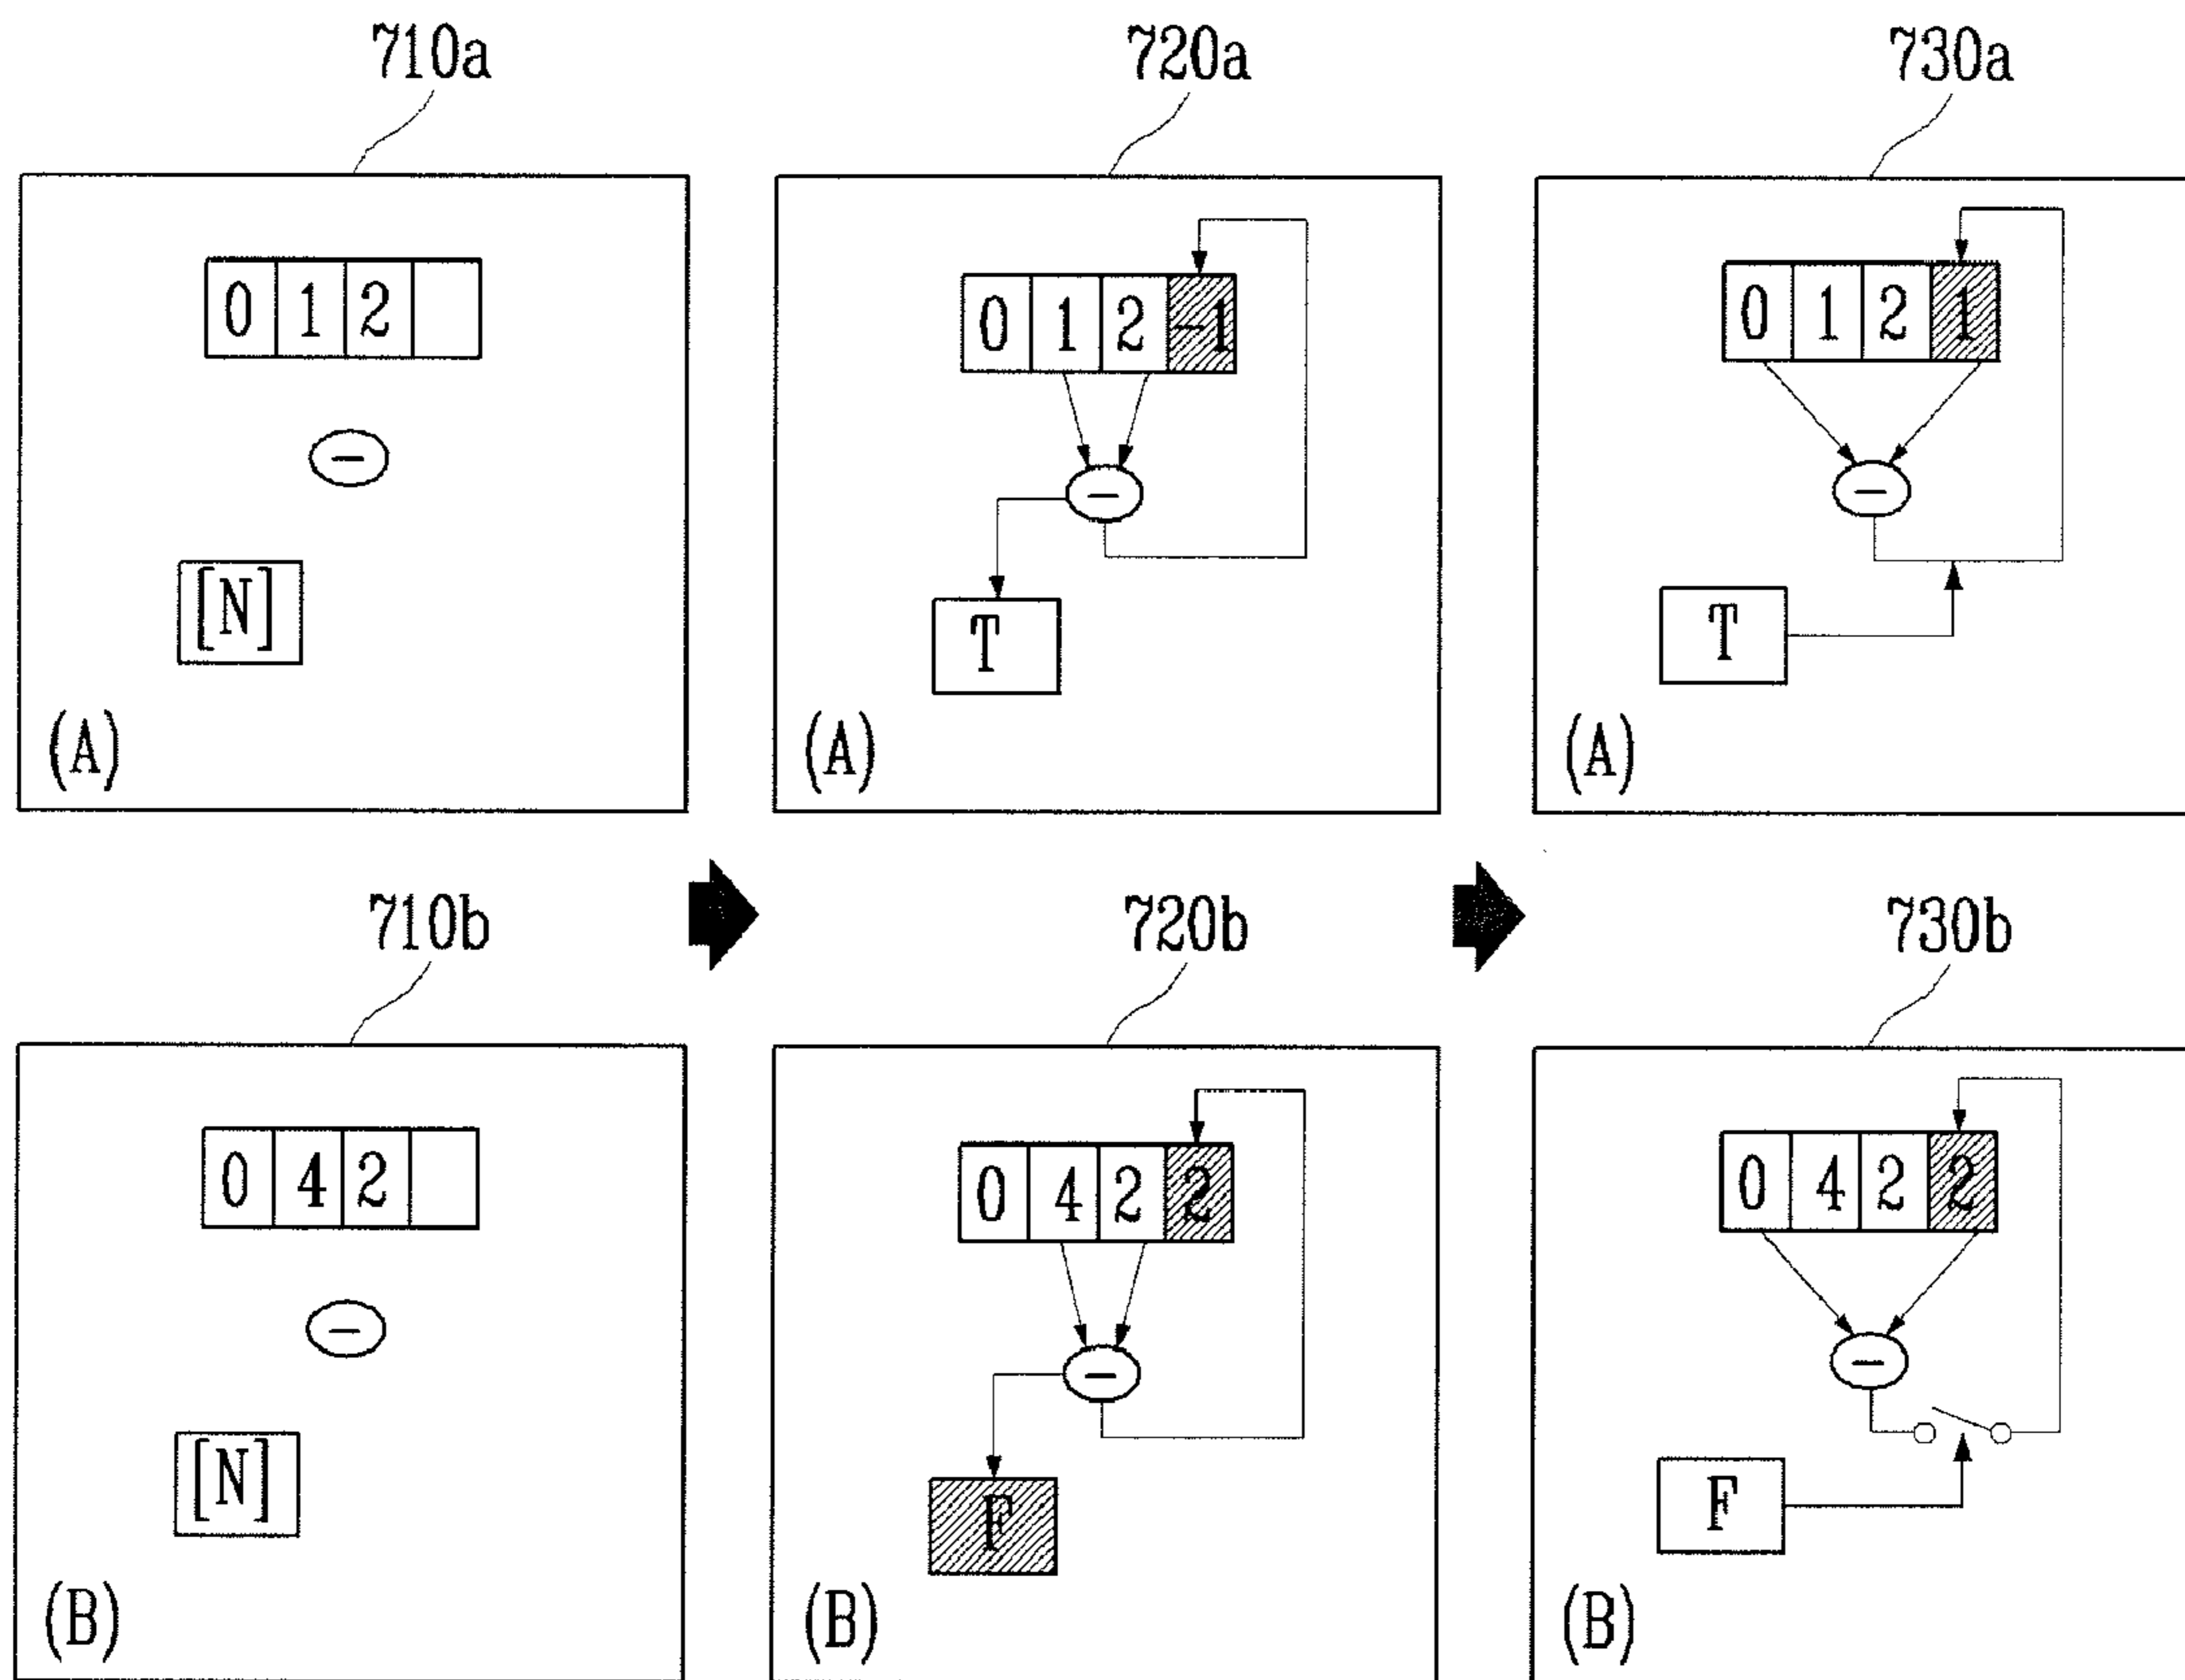 710a 720a 730a
0 1 2
0 1 2 -1
0 1 2 1
−
−
−
[N]
T
T
(A) (A) (A)
710b 720b 730b
0 4 2
0 4 2 2
0 4 2 2
−
−
−
[N]
F
F
(B) (B) (B)